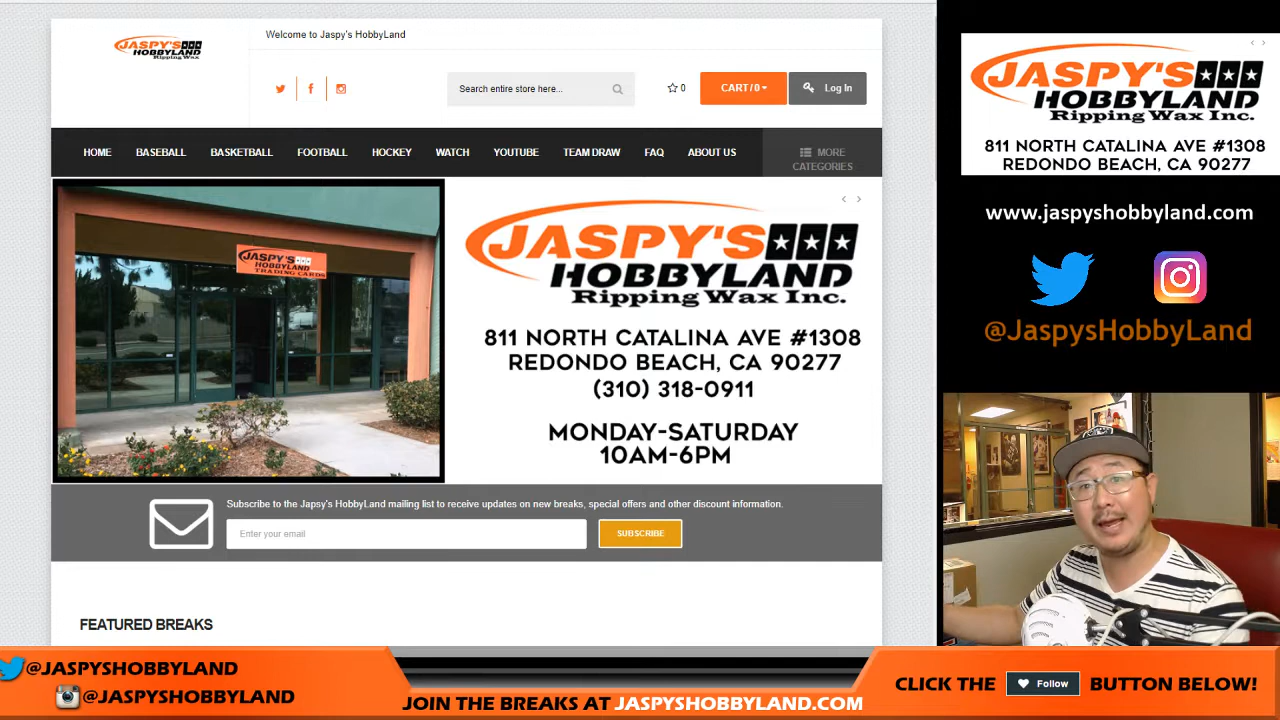 JASPY'S
HOBBYLAND
Ripping Wax
Welcome to Jaspy's HobbyLand
Search entire store here...
0
CART / 0
Log In
HOME
BASEBALL
BASKETBALL
FOOTBALL
HOCKEY
WATCH
YOUTUBE
TEAM DRAW
FAQ
ABOUT US
MORE
CATEGORIES
JASPY'S
HOBBYLAND
TRADING CARDS
JASPY'S
HOBBYLAND
Ripping Wax Inc.
811 NORTH CATALINA AVE #1308
REDONDO BEACH, CA 90277
(310) 318-0911
MONDAY-SATURDAY
10AM-6PM
Subscribe to the Japsy's HobbyLand mailing list to receive updates on new breaks, special offers and other discount information.
Enter your email
SUBSCRIBE
FEATURED BREAKS
JASPY'S
HOBBYLAND
Ripping Wax Inc.
811 NORTH CATALINA AVE #1308
REDONDO BEACH, CA 90277
www.jaspyshobbyland.com
@JaspysHobbyLand
@JASPYSHOBBYLAND
@JASPYSHOBBYLAND
JOIN THE BREAKS AT JASPYSHOBBYLAND.COM
CLICK THE Follow BUTTON BELOW!